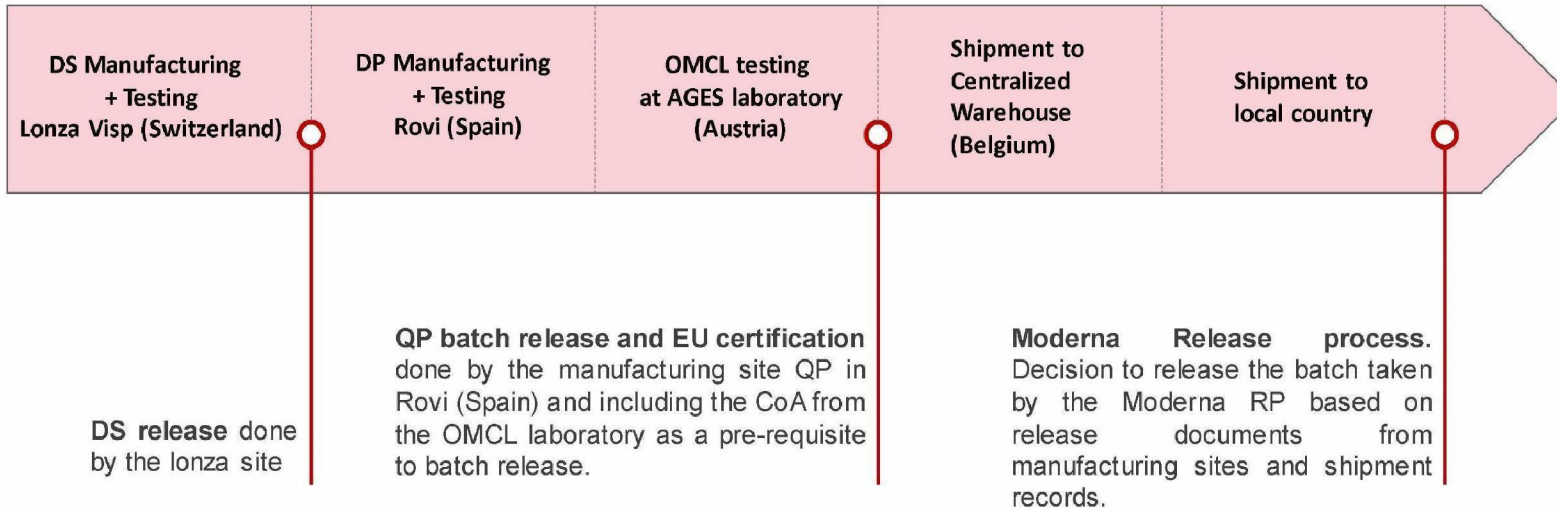 DS Manufacturing
+ Testing
Lonza Visp (Switzerland)
DP Manufacturing
+ Testing
Rovi (Spain)
OMCL testing
at AGES laboratory
(Austria)
Shipment to
Centralized
Warehouse
(Belgium)
Shipment to
local country
DS release done
by the lonza site
QP batch release and EU certification
done by the manufacturing site QP in
Rovi (Spain) and including the CoA from
the OMCL laboratory as a pre-requisite
to batch release.
Moderna Release process.
Decision to release the batch taken
by the Moderna RP based on
release documents from
manufacturing sites and shipment
records.